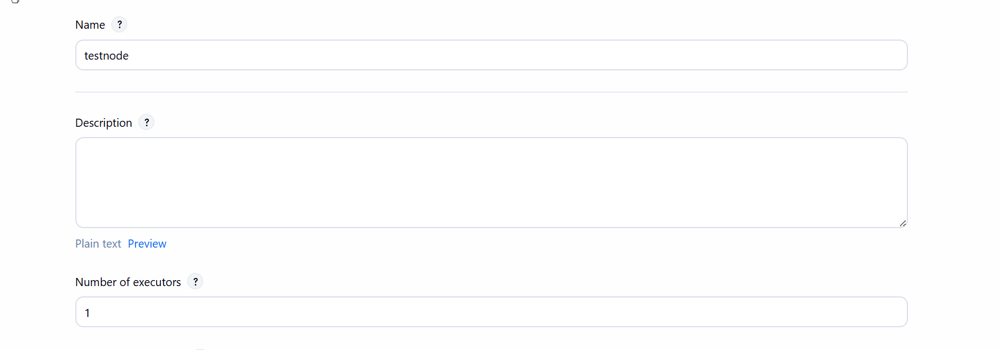 Name ?
testnode
Description ?
Plain text Preview
Number of executors ?
1